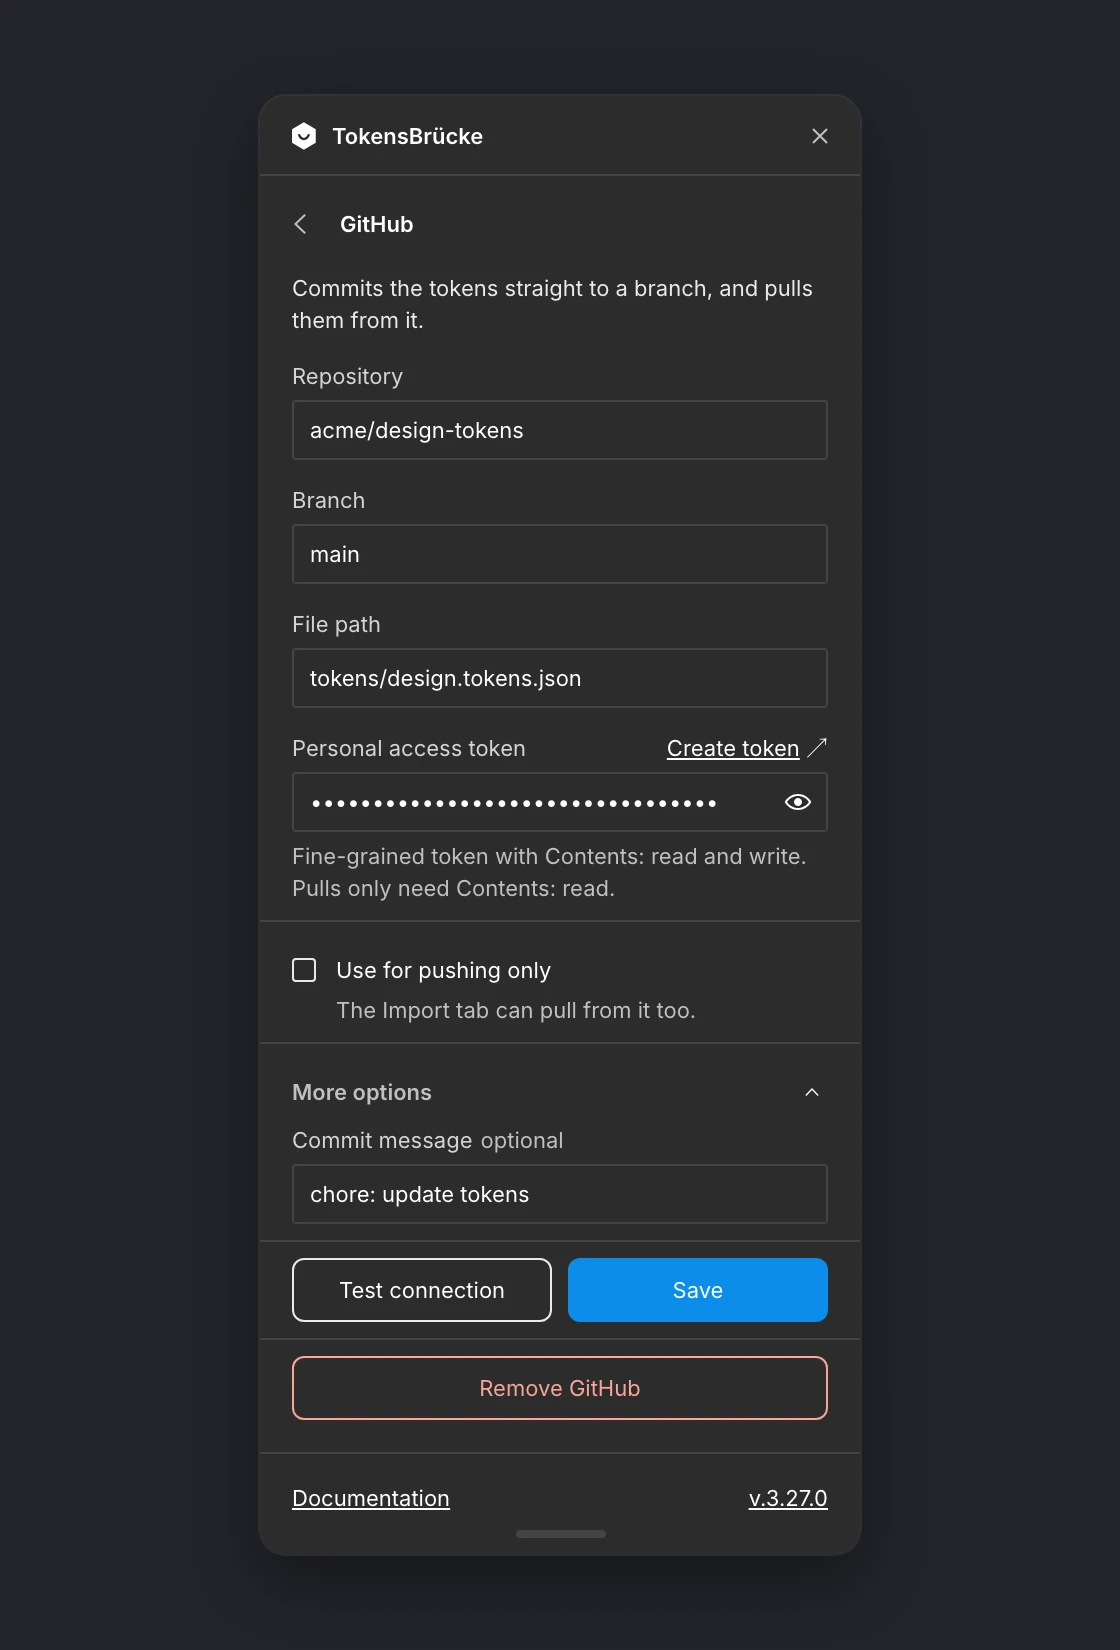 TokensBrücke
GitHub
Commits the tokens straight to a branch, and pulls
them from it.
Repository
acme/design-tokens
Branch
main
File path
tokens/design.tokens.json
Personal access token
Create token
•••••••••••••••••••••••••••••••••
Fine-grained token with Contents: read and write.
Pulls only need Contents: read.
Use for pushing only
The Import tab can pull from it too.
More options
Commit message optional
chore: update tokens
Test connection
Save
Remove GitHub
Documentation
v.3.27.0